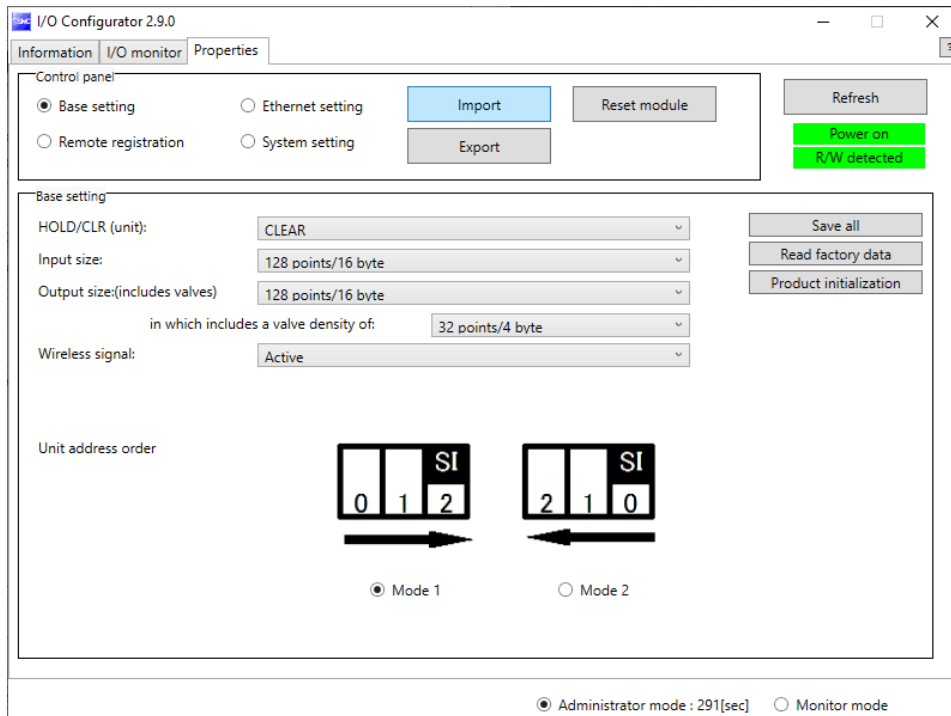 SMC I/O Configurator 2.9.0
Information I/O monitor Properties ?
Control panel
Base setting Ethernet setting Import Reset module Refresh
Remote registration System setting Export Power on
R/W detected
Base setting
HOLD/CLR (unit): CLEAR Save all
Input size: 128 points/16 byte Read factory data
Output size:(includes valves) 128 points/16 byte Product initialization
in which includes a valve density of: 32 points/4 byte
Wireless signal: Active
Unit address order
SI SI
0 1 2 2 1 0
Mode 1 Mode 2
Administrator mode : 291[sec] Monitor mode